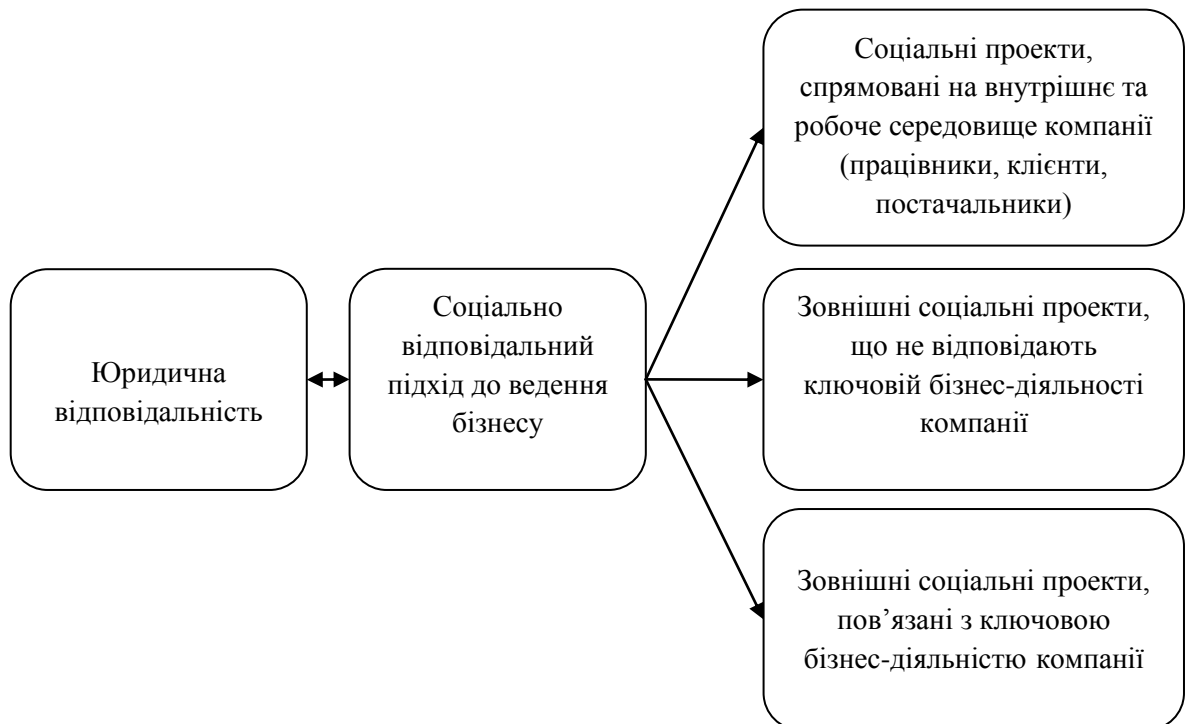 Соціальні проекти,
спрямовані на внутрішнє та
робоче середовище компанії
(працівники, клієнти,
постачальники)
Юридична
відповідальність
Соціально
відповідальний
підхід до ведення
бізнесу
Зовнішні соціальні проекти,
що не відповідають
ключовій бізнес-діяльності
компанії
Зовнішні соціальні проекти,
пов’язані з ключовою
бізнес-діяльністю компанії